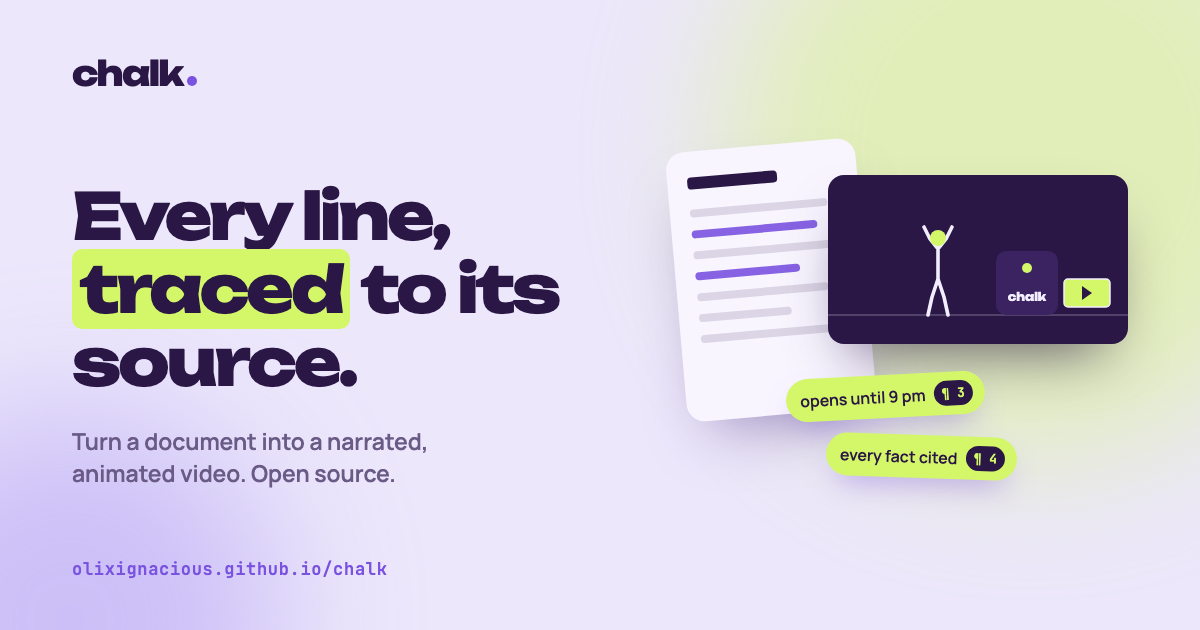 chalk.
Every line,
traced to its
source.
Turn a document into a narrated,
animated video. Open source.
olixignacious.github.io/chalk
chalk
opens until 9 pm ¶ 3
every fact cited ¶ 4